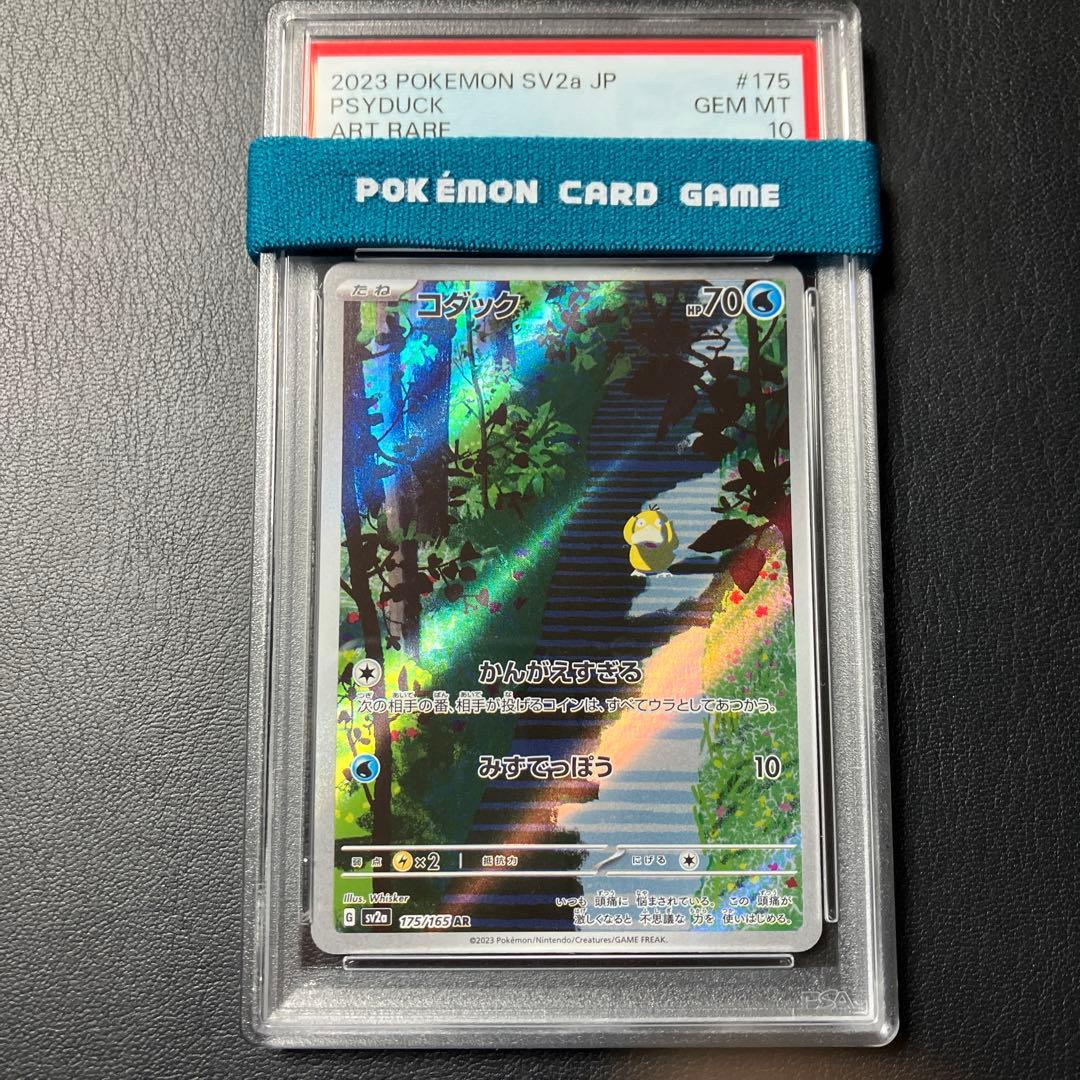 2023 POKEMON SV2a JP #175
PSYDUCK GEM MT
ART RARE 10
POKÉMON CARD GAME
たね コダック HP70
かんがえすぎる
次の相手の番、相手が投げるコインは、すべてウラとしてあつかう。
みずでっぽう 10
弱点 ×2 抵抗力 にげる
Illus. Whisker
いつも 頭痛に 悩まされている。 この 頭痛が
激しくなると 不思議な 力を 使いはじめる。
G sv2a 175/165 AR
©2023 Pokémon/Nintendo/Creatures/GAME FREAK.
PSA